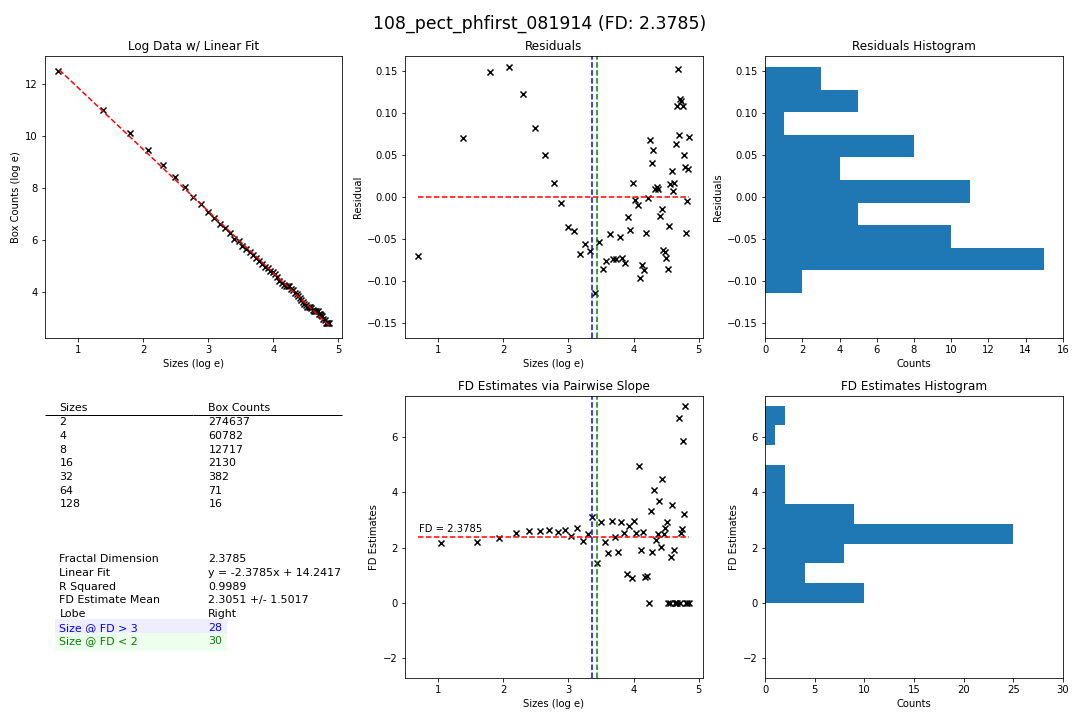 108_pect_phfirst_081914 (FD: 2.3785)
Log Data w/ Linear Fit
Box Counts (log e)
12
10
8
6
4
1
2
3
4
5
Sizes (log e)
Residuals
Residual
0.15
0.10
0.05
0.00
−0.05
−0.10
−0.15
1
2
3
4
5
Sizes (log e)
Residuals Histogram
Residuals
0.15
0.10
0.05
0.00
−0.05
−0.10
−0.15
0
2
4
6
8
10
12
14
16
Counts
Sizes Box Counts
2 274637
4 60782
8 12717
16 2130
32 382
64 71
128 16
Fractal Dimension 2.3785
Linear Fit y = -2.3785x + 14.2417
R Squared 0.9989
FD Estimate Mean 2.3051 +/- 1.5017
Lobe Right
Size @ FD > 3 28
Size @ FD < 2 30
FD Estimates via Pairwise Slope
FD Estimates
6
4
2
0
−2
FD = 2.3785
1
2
3
4
5
Sizes (log e)
FD Estimates Histogram
FD Estimates
6
4
2
0
−2
0
5
10
15
20
25
30
Counts